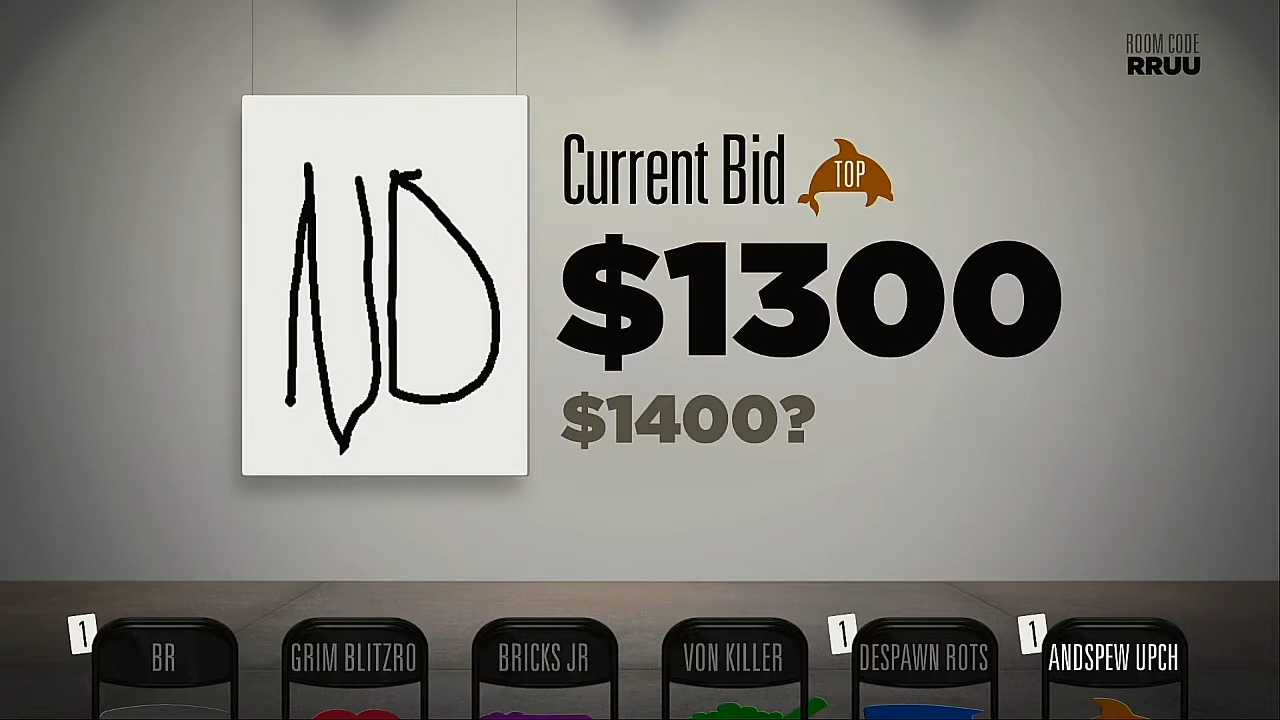 ROOM CODE
RRUU
ND
Current Bid TOP
$1300
$1400?
1 BR GRIM BLITZRO BRICKS JR VON KILLER 1 DESPAWN ROTS 1 ANDSPEW UPCH